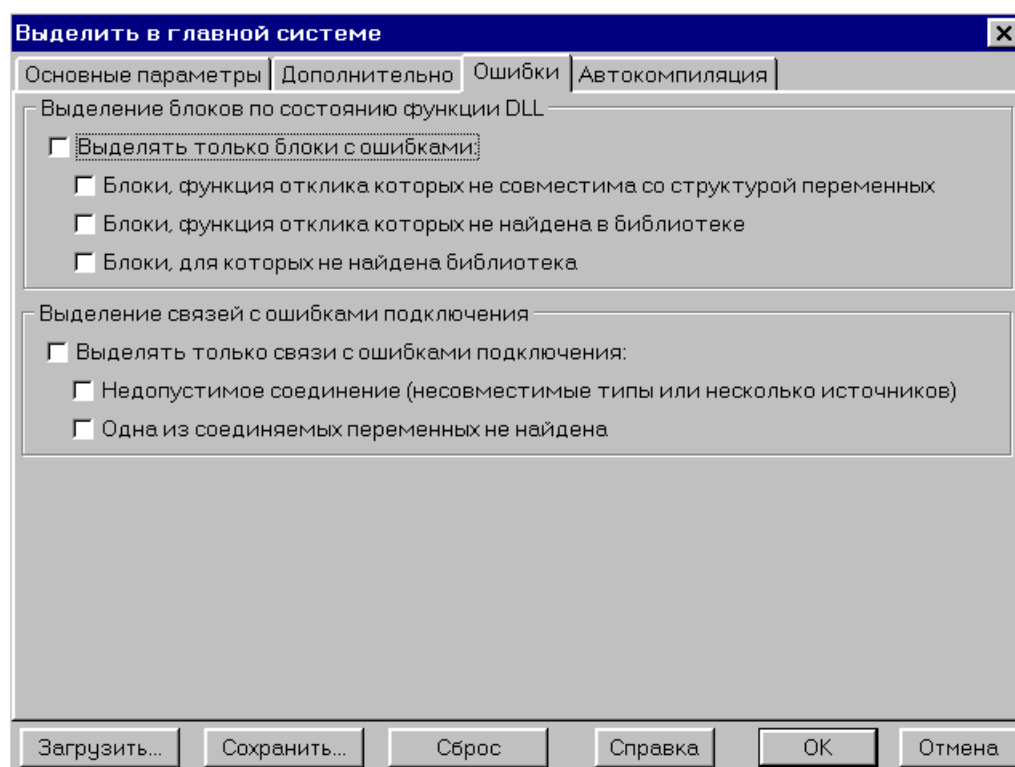 Выделить в главной системе
Основные параметры Дополнительно Ошибки Автокомпиляция
Выделение блоков по состоянию функции DLL
Выделять только блоки с ошибками:
Блоки, функция отклика которых не совместима со структурой переменных
Блоки, функция отклика которых не найдена в библиотеке
Блоки, для которых не найдена библиотека
Выделение связей с ошибками подключения
Выделять только связи с ошибками подключения:
Недопустимое соединение (несовместимые типы или несколько источников)
Одна из соединяемых переменных не найдена
Загрузить... Сохранить... Сброс Справка OK Отмена